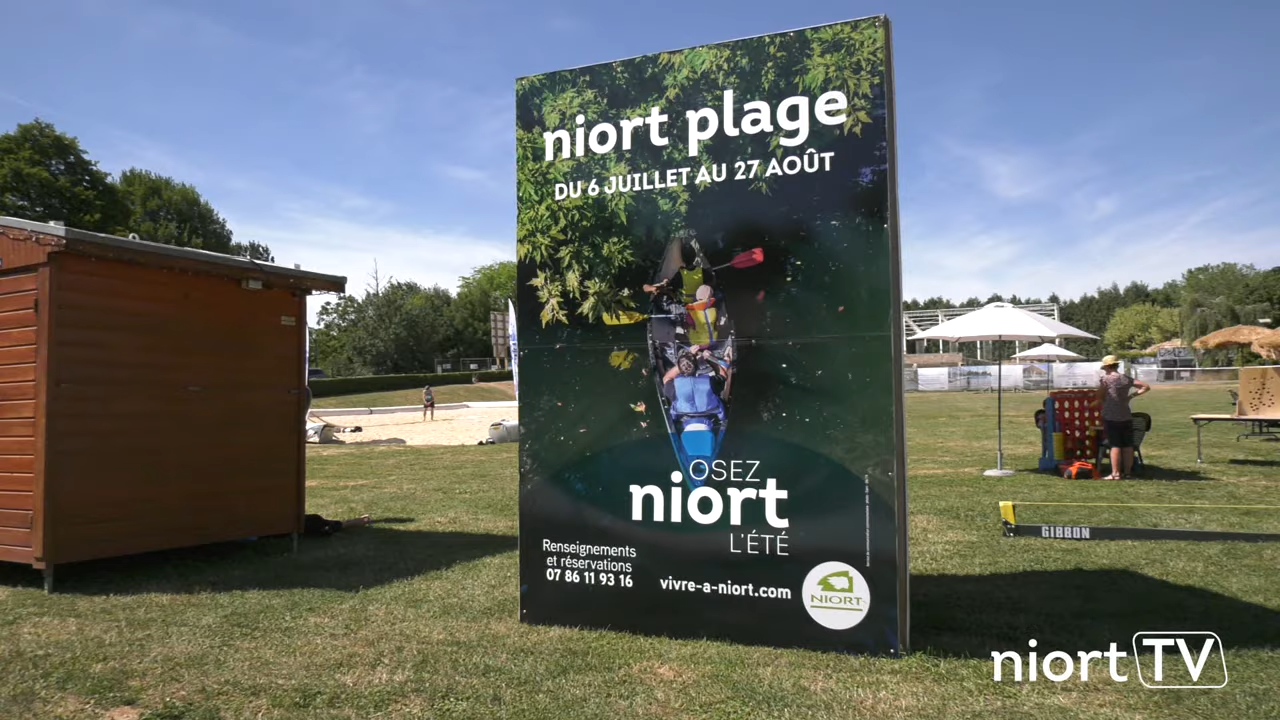 niort plage
DU 6 JUILLET AU 27 AOÛT
OSEZ
niort
L'ÉTÉ
Renseignements
et réservations
07 86 11 93 16
vivre-a-niort.com
NIORT
GIBBON
niort TV